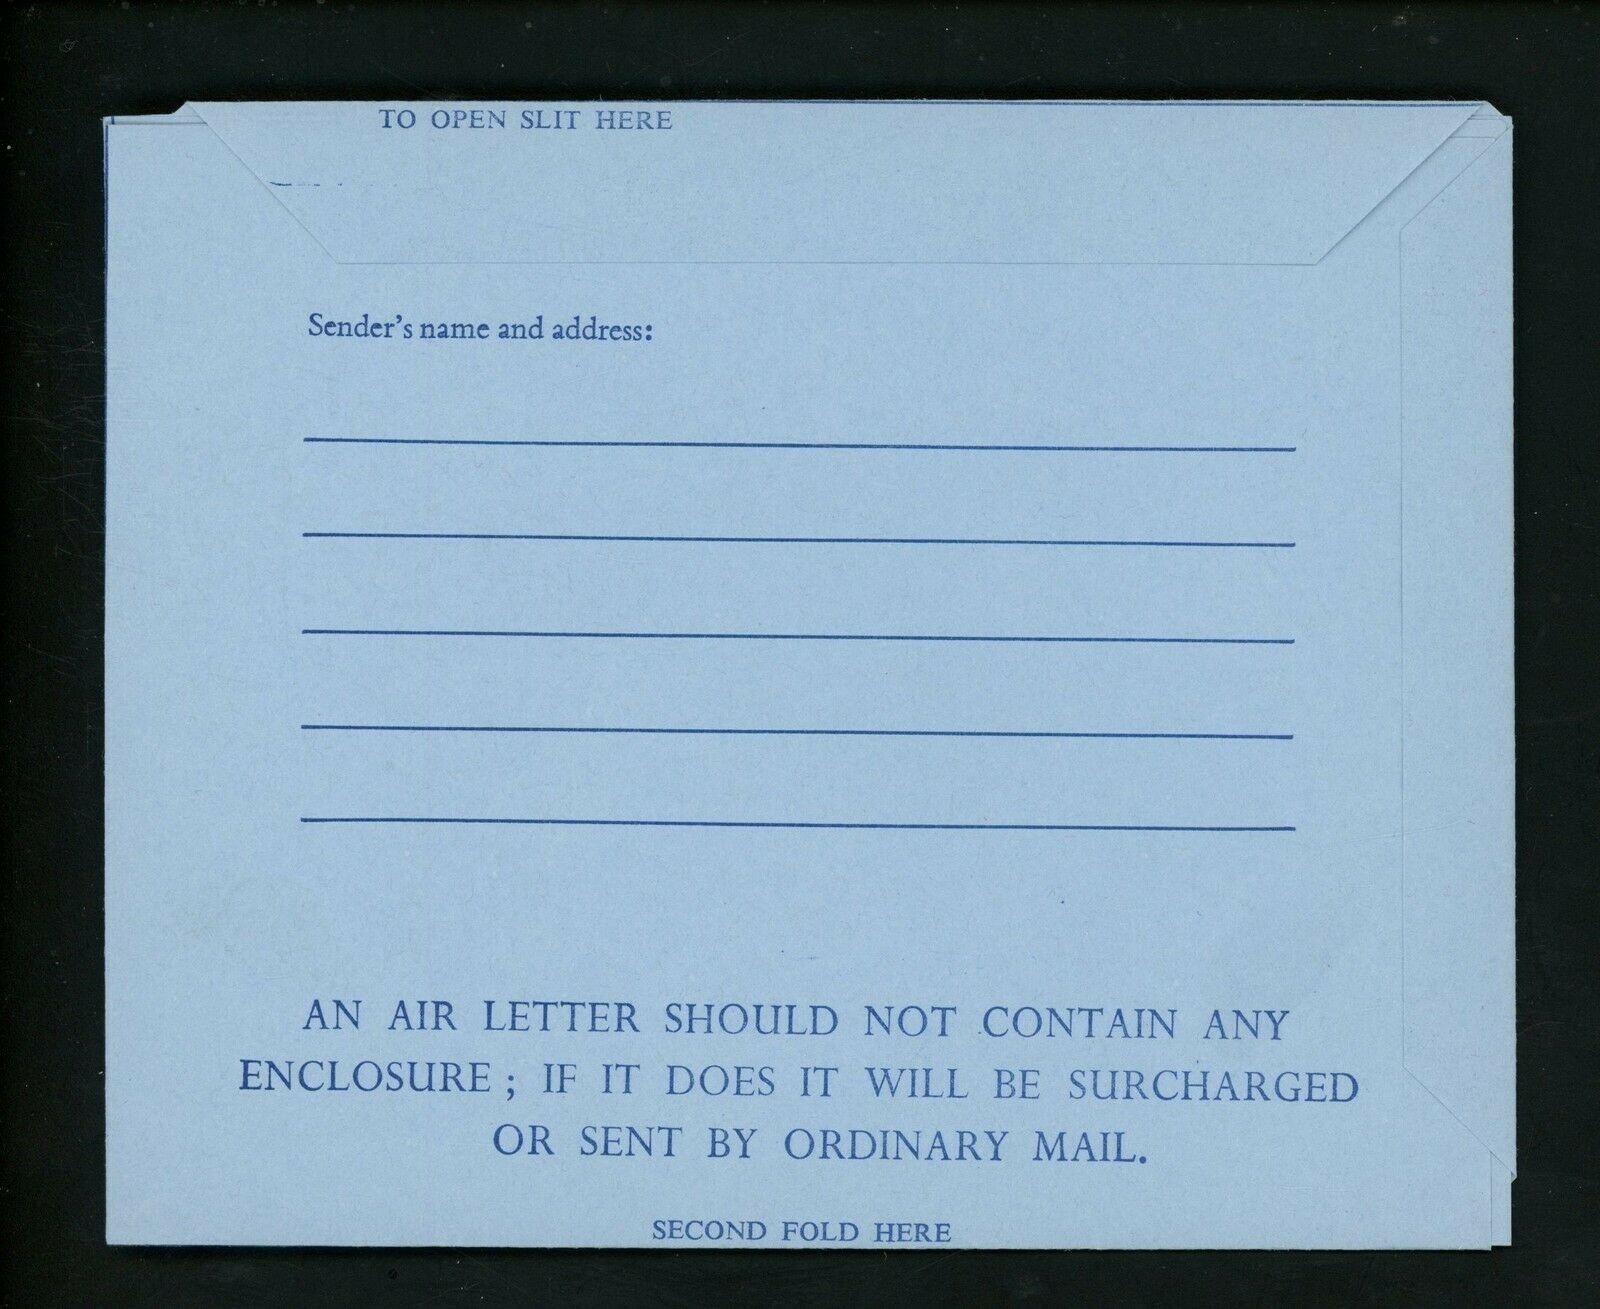 TO OPEN SLIT HERE
Sender's name and address:
AN AIR LETTER SHOULD NOT CONTAIN ANY
ENCLOSURE ; IF IT DOES IT WILL BE SURCHARGED
OR SENT BY ORDINARY MAIL.
SECOND FOLD HERE